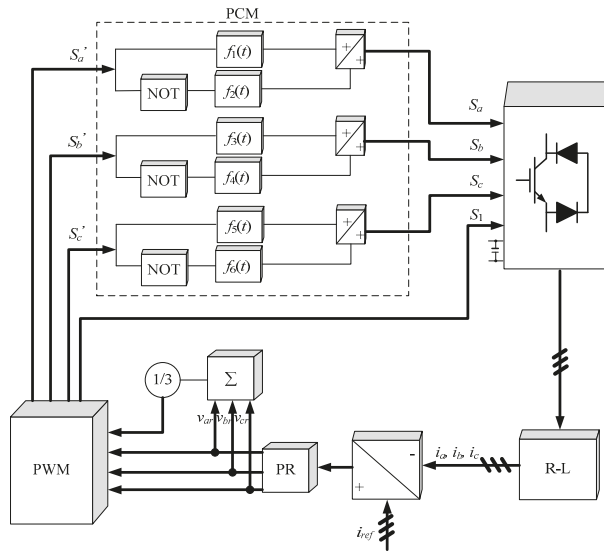 PCM
Sa'
f1(t)
+
+
NOT
f2(t)
Sb'
f3(t)
+
+
NOT
f4(t)
Sc'
f5(t)
+
+
NOT
f6(t)
Sa
Sb
Sc
S1
1/3
Σ
var vbr vcr
PWM
PR
-
+
iref
ia, ib, ic
R-L